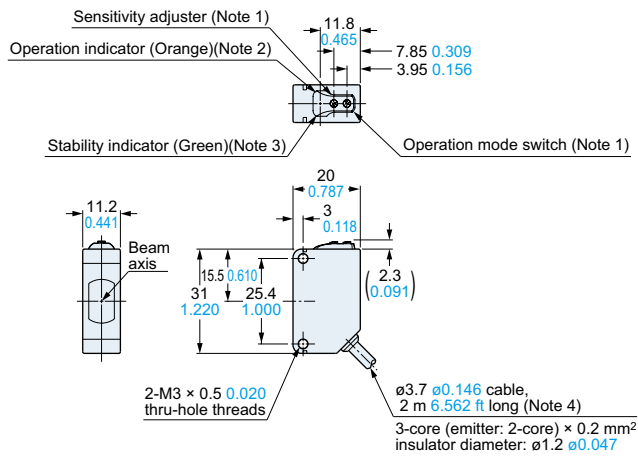 Sensitivity adjuster (Note 1)
11.8
0.465
7.85 0.309
Operation indicator (Orange)(Note 2)
3.95 0.156
Stability indicator (Green)(Note 3)
Operation mode switch (Note 1)
20
0.787
11.2
0.441
3
0.118
Beam
axis
15.5 0.610
2.3
(0.091)
31
1.220
25.4
1.000
2-M3 × 0.5 0.020
thru-hole threads
ø3.7 ø0.146 cable,
2 m 6.562 ft long (Note 4)
3-core (emitter: 2-core) × 0.2 mm²
insulator diameter: ø1.2 ø0.047